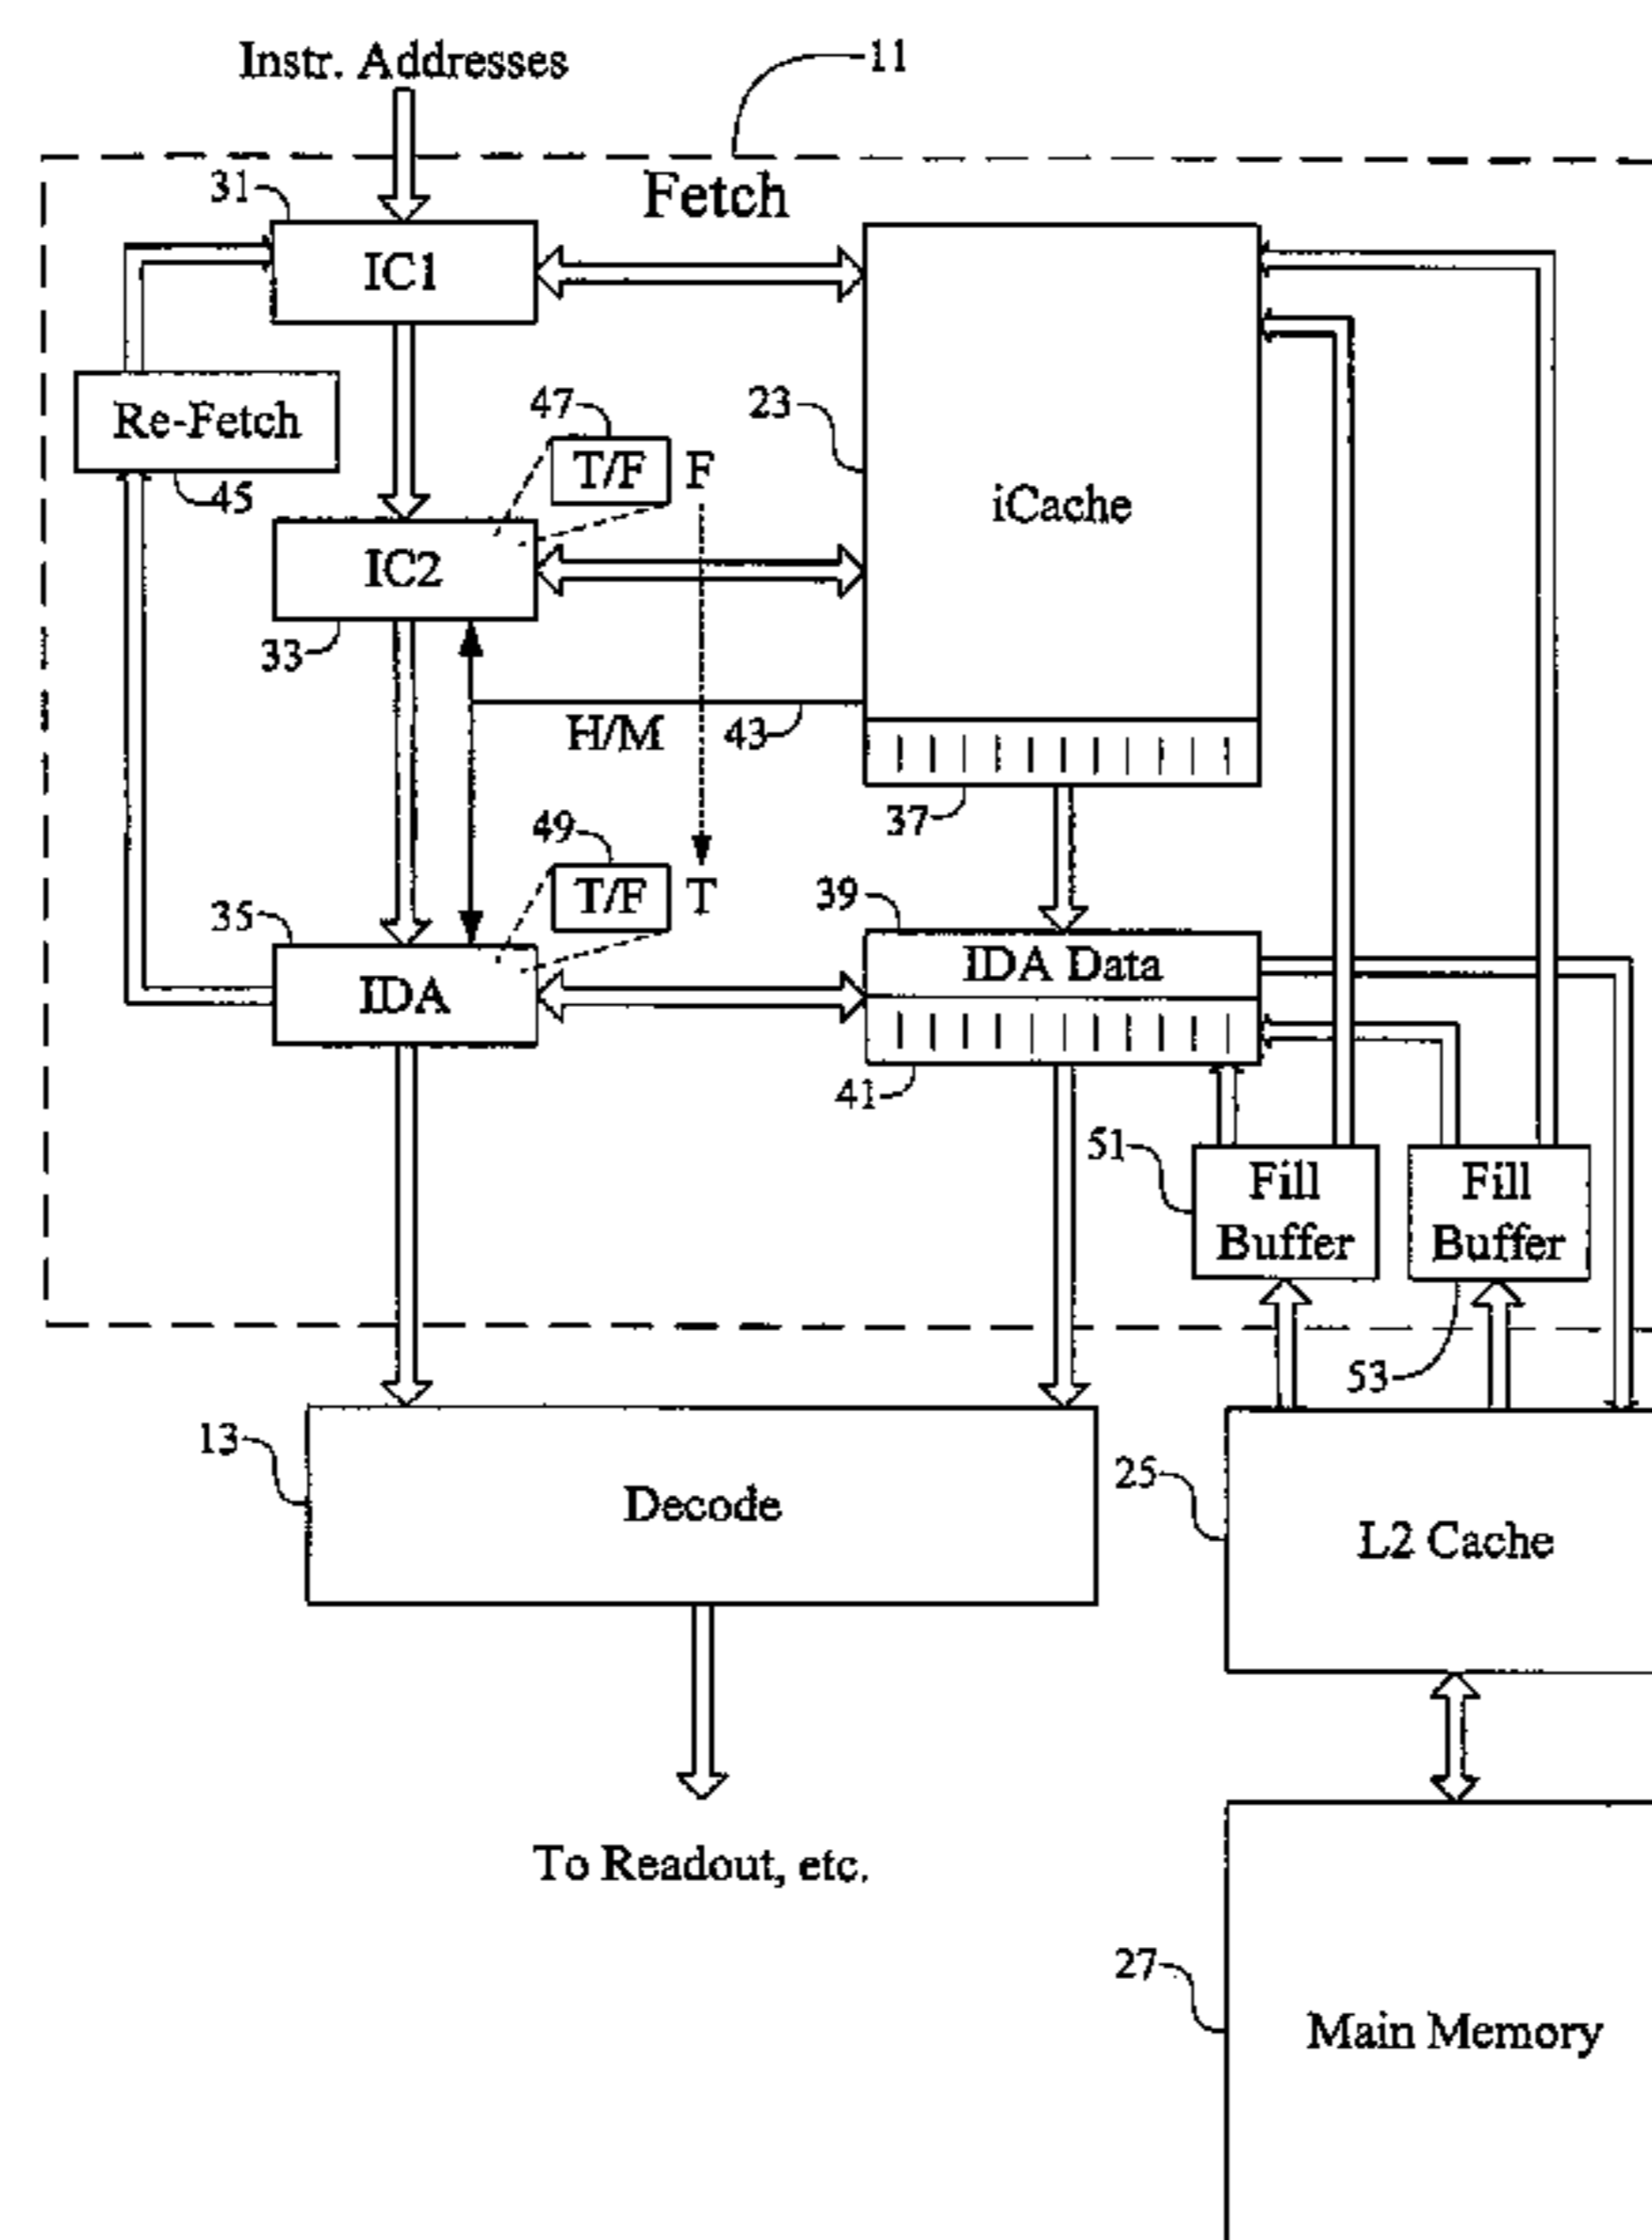 Instr. Addresses
11
31
Fetch
IC1
Re-Fetch
45
47
T/F F
23
iCache
IC2
33
H/M
43
37
49
T/F T
35
39
IDA
IDA Data
41
51
Fill
Buffer
Fill
Buffer
53
13
Decode
25
L2 Cache
To Readout, etc.
27
Main Memory